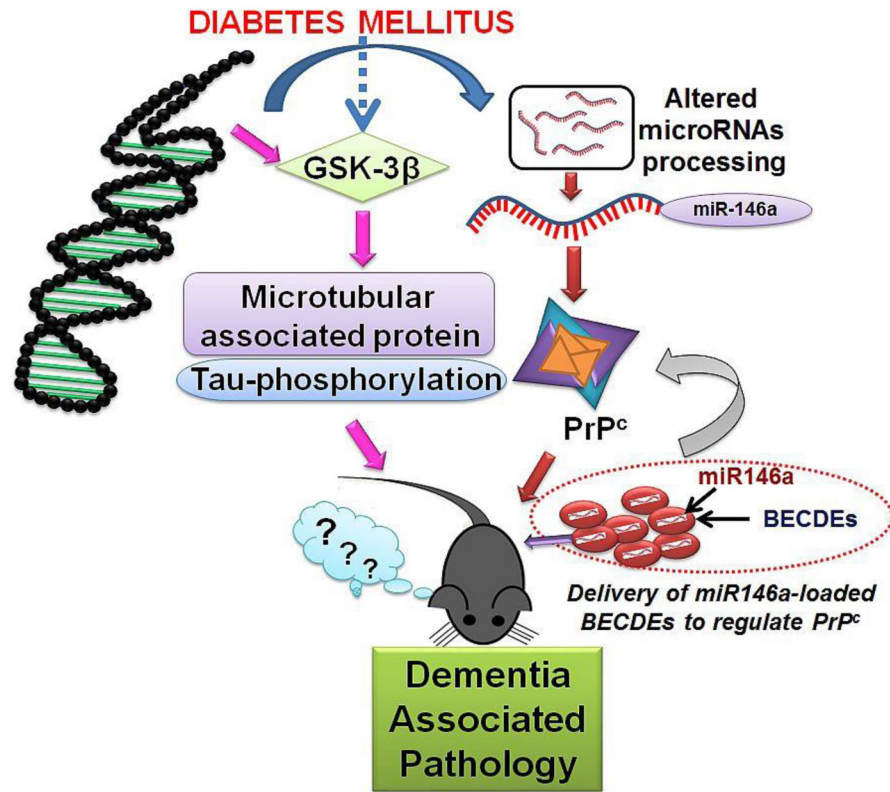 DIABETES MELLITUS
GSK-3β
Altered
microRNAs
processing
miR-146a
Microtubular
associated protein
Tau-phosphorylation
PrPᶜ
miR146a
BECDEs
? ? ?
Delivery of miR146a-loaded
BECDEs to regulate PrPᶜ
Dementia
Associated
Pathology